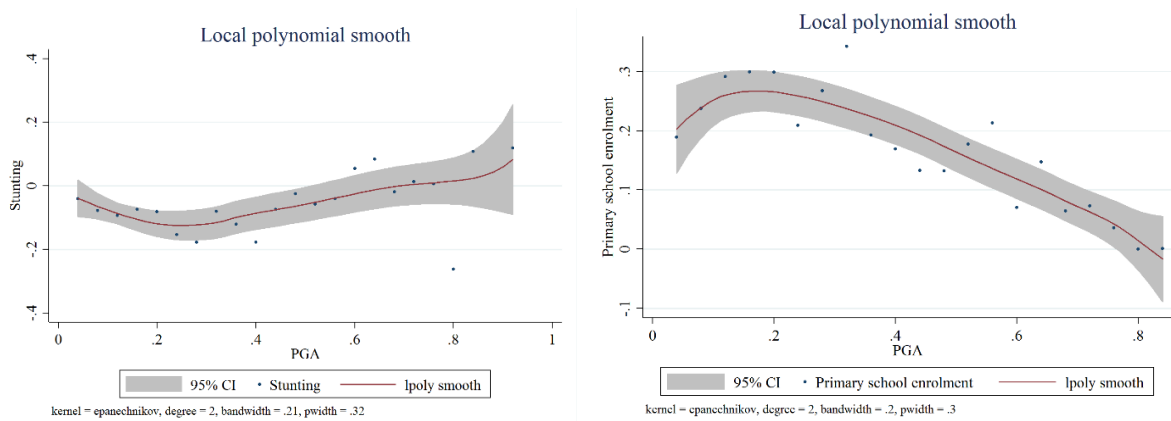 Local polynomial smooth
.4
.2
0
-.2
-.4
Stunting
0 .2 .4 .6 .8 1
PGA
95% CI Stunting lpoly smooth
kernel = epanechnikov, degree = 2, bandwidth = .21, pwidth = .32
Local polynomial smooth
.3
.2
.1
0
-.1
Primary school enrolment
0 .2 .4 .6 .8
PGA
95% CI Primary school enrolment lpoly smooth
kernel = epanechnikov, degree = 2, bandwidth = .2, pwidth = .3